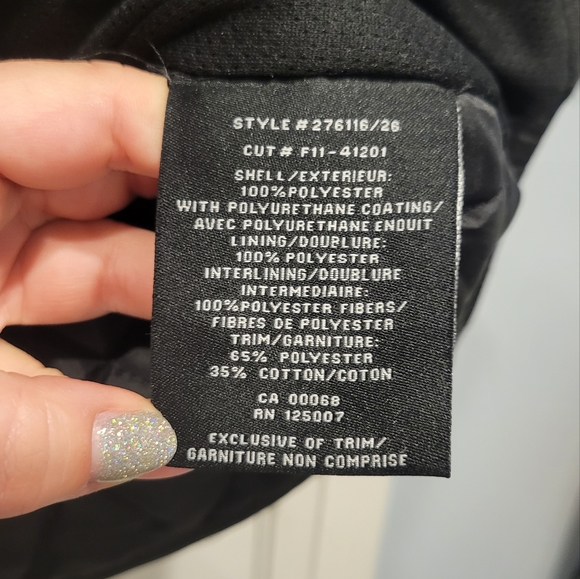 STYLE # 276116/26
CUT # F11-41201
SHELL/EXTERIEUR:
100%POLYESTER
WITH POLYURETHANE COATING/
AVEC POLYURETHANE ENDUIT
LINING/DOUBLURE:
100% POLYESTER
INTERLINING/DOUBLURE
INTERMEDIAIRE:
100%POLYESTER FIBERS/
FIBRES DE POLYESTER
TRIM/GARNITURE:
65% POLYESTER
35% COTTON/COTON
CA 00068
RN 125007
EXCLUSIVE OF TRIM/
GARNITURE NON COMPRISE